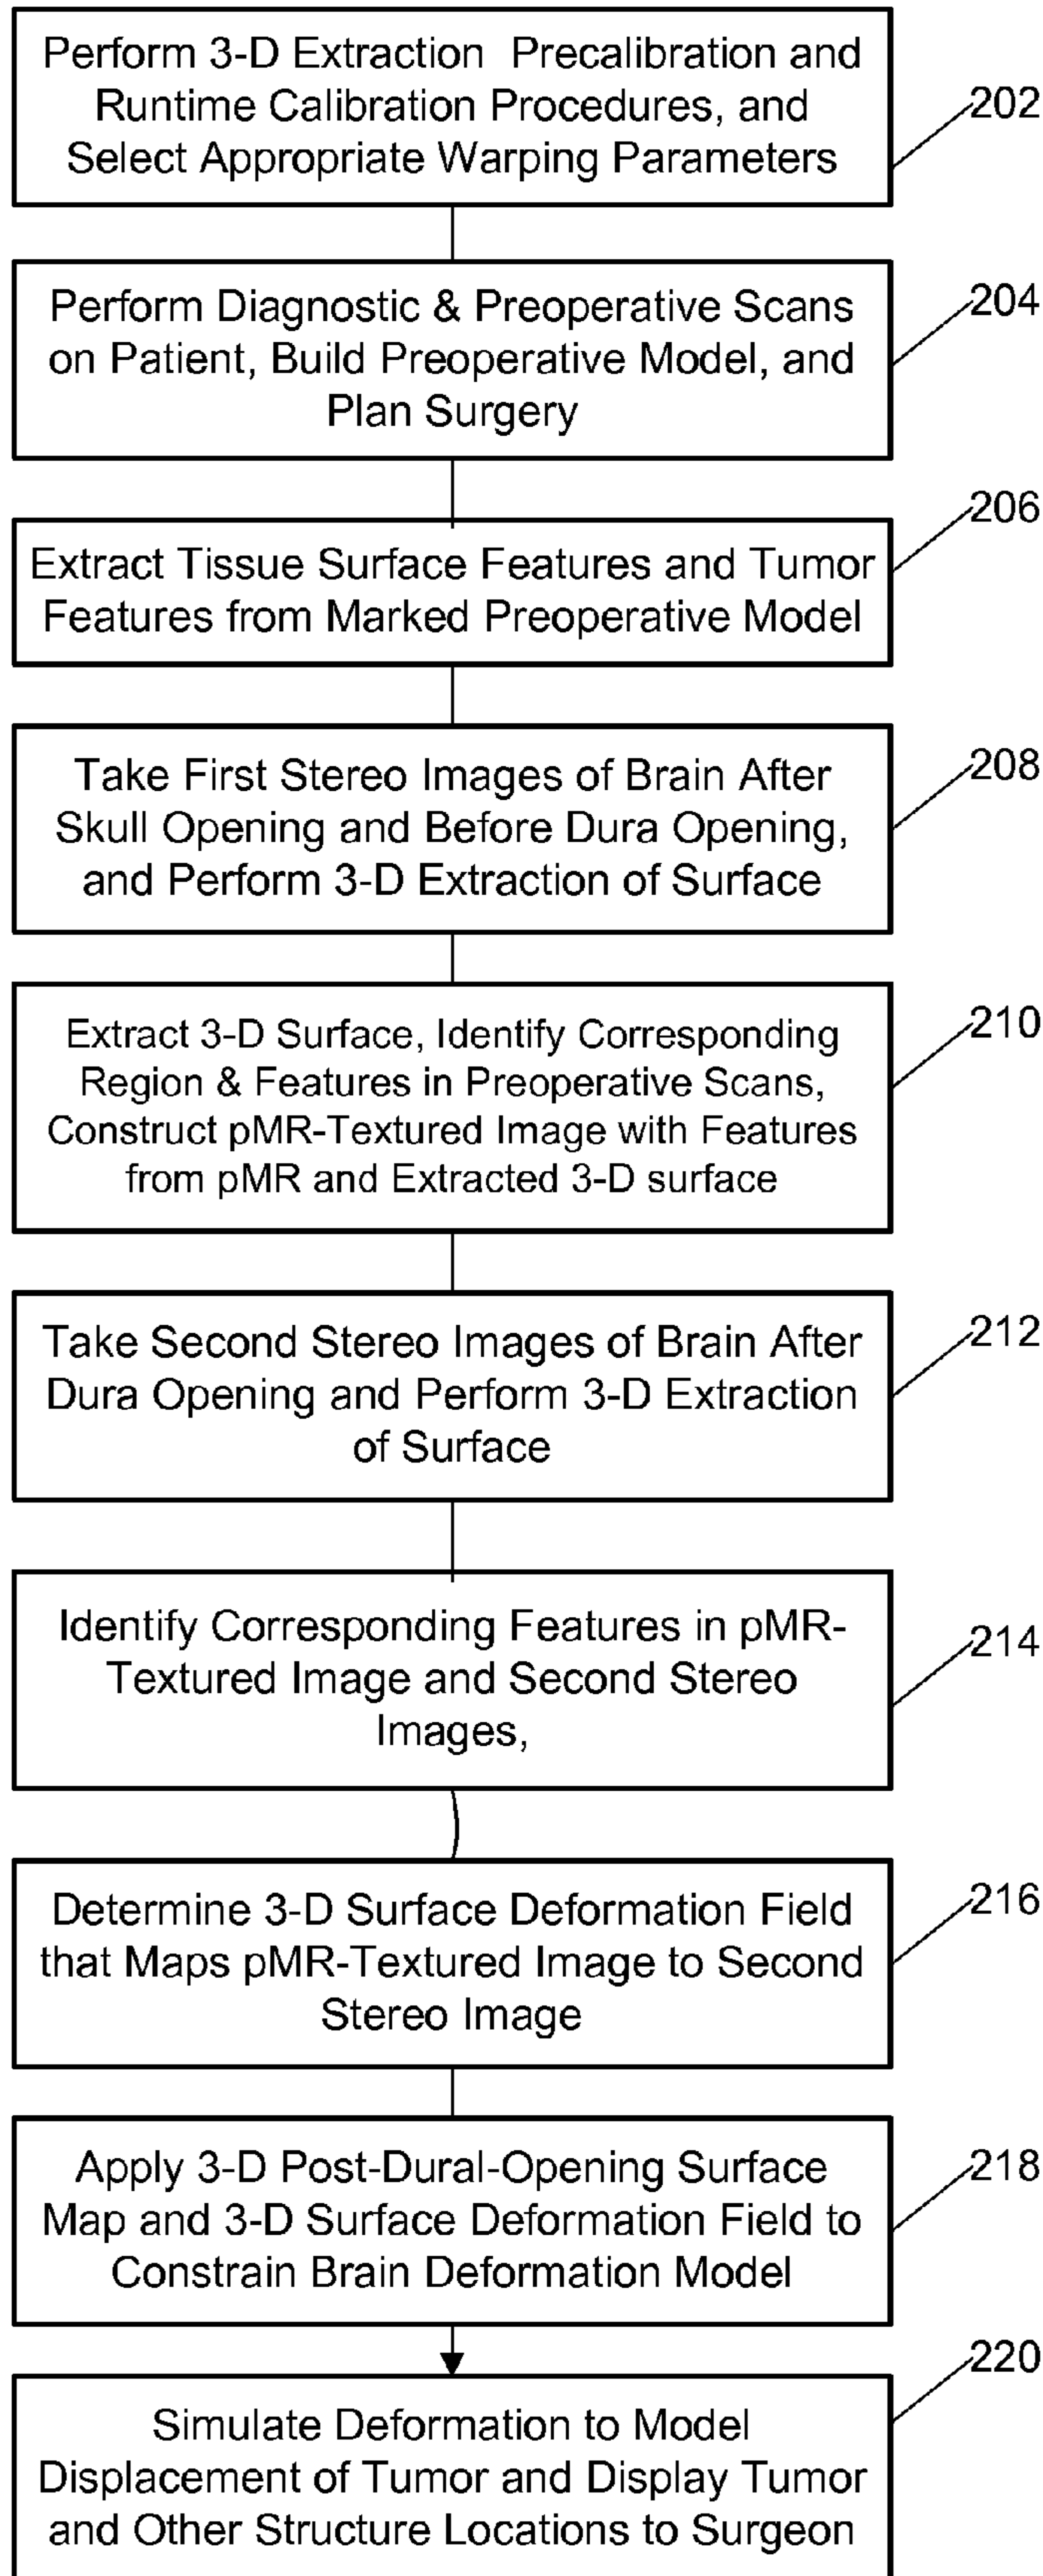 Perform 3-D Extraction  Precalibration and
Runtime Calibration Procedures, and
Select Appropriate Warping Parameters
202
Perform Diagnostic & Preoperative Scans
on Patient, Build Preoperative Model, and
Plan Surgery
204
Extract Tissue Surface Features and Tumor
Features from Marked Preoperative Model
206
Take First Stereo Images of Brain After
Skull Opening and Before Dura Opening,
and Perform 3-D Extraction of Surface
208
Extract 3-D Surface, Identify Corresponding
Region & Features in Preoperative Scans,
Construct pMR-Textured Image with Features
from pMR and Extracted 3-D surface
210
Take Second Stereo Images of Brain After
Dura Opening and Perform 3-D Extraction
of Surface
212
Identify Corresponding Features in pMR-
Textured Image and Second Stereo
Images,
214
Determine 3-D Surface Deformation Field
that Maps pMR-Textured Image to Second
Stereo Image
216
Apply 3-D Post-Dural-Opening Surface
Map and 3-D Surface Deformation Field to
Constrain Brain Deformation Model
218
Simulate Deformation to Model
Displacement of Tumor and Display Tumor
and Other Structure Locations to Surgeon
220